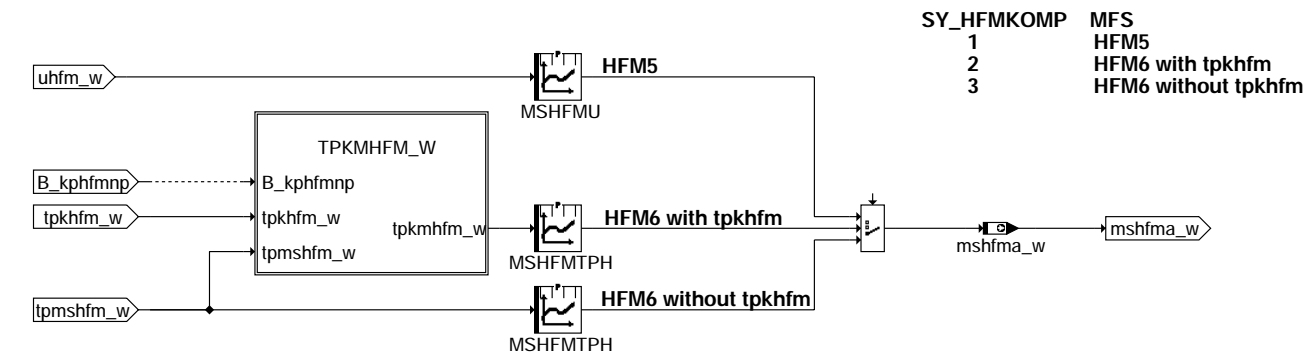 SY_HFMKOMP MFS
1 HFM5
2 HFM6 with tpkhfm
3 HFM6 without tpkhfm
uhfm_w
HFM5
MSHFMU
TPKMHFM_W
B_kphfmnp
B_kphfmnp
tpkhfm_w
tpkhfm_w
tpkmhfm_w
HFM6 with tpkhfm
tpmshfm_w
MSHFMTPH
mshfma_w
mshfma_w
tpmshfm_w
HFM6 without tpkhfm
MSHFMTPH